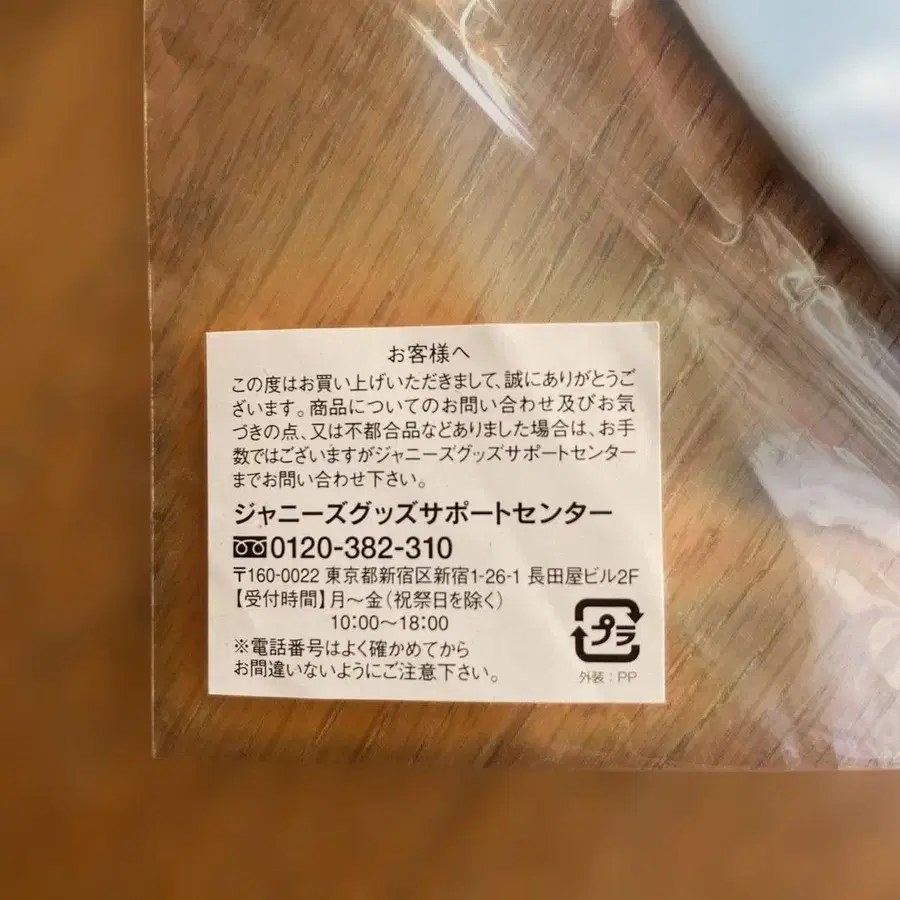 お客様へ
この度はお買い上げいただきまして、誠にありがとうご
ざいます。商品についてのお問い合わせ及びお気
づきの点、又は不都合品などありました場合は、お手
数ではございますがジャニーズグッズサポートセンター
までお問い合わせ下さい。
ジャニーズグッズサポートセンター
0120-382-310
〒160-0022 東京都新宿区新宿1-26-1 長田屋ビル2F
【受付時間】月〜金（祝祭日を除く）
10:00〜18:00
※電話番号はよく確かめてから
お間違いないようにご注意下さい。
プラ
外装：PP